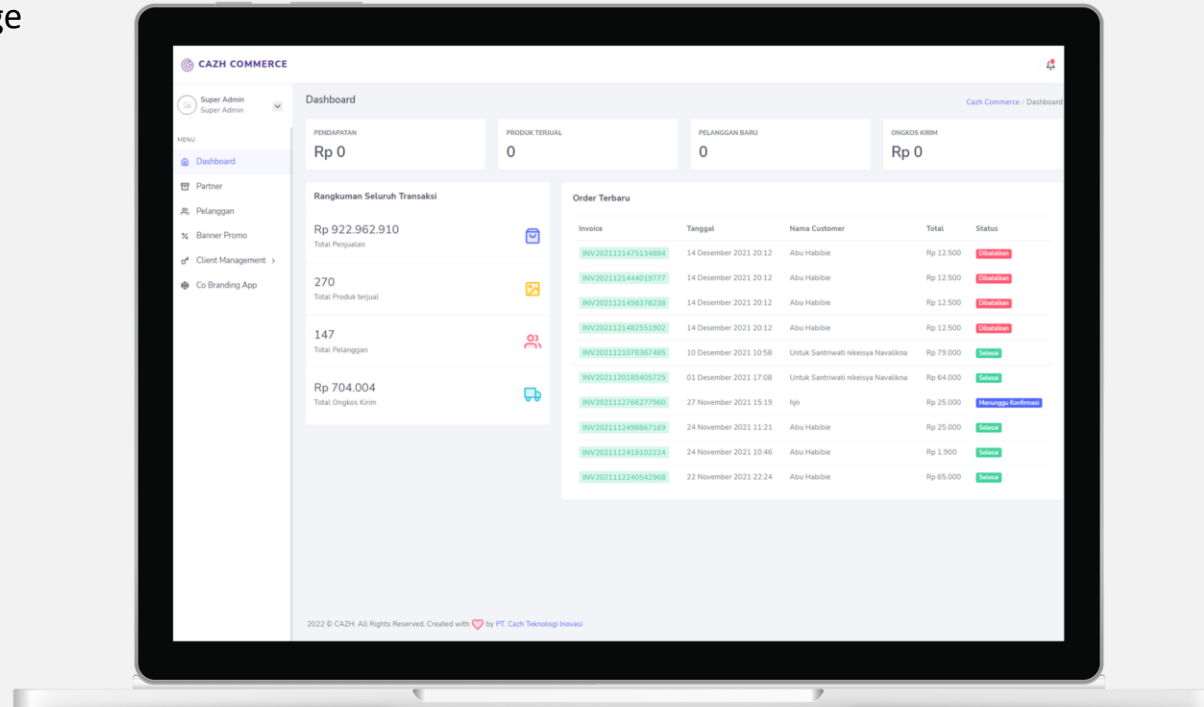 ge
CAZH COMMERCE
Super Admin
Super Admin
MENU
Dashboard
Partner
Pelanggan
Banner Promo
Client Management
Co Branding App
Dashboard
Cazh Commerce / Dashboard
PENDAPATAN
Rp 0
PRODUK TERJUAL
0
PELANGGAN BARU
0
ONGKOS KIRIM
Rp 0
Rangkuman Seluruh Transaksi
Rp 922.962.910
Total Penjualan
270
Total Produk terjual
147
Total Pelanggan
Rp 704.004
Total Ongkos Kirim
Order Terbaru
Invoice Tanggal Nama Customer Total Status
INV2021121475134884 14 Desember 2021 20:12 Abu Habibie Rp 12.500 Dibatalkan
INV2021121444019777 14 Desember 2021 20:12 Abu Habibie Rp 12.500 Dibatalkan
INV2021121498378238 14 Desember 2021 20:12 Abu Habibie Rp 12.500 Dibatalkan
INV2021121482551902 14 Desember 2021 20:12 Abu Habibie Rp 12.500 Dibatalkan
INV2021121076367485 10 Desember 2021 10:58 Untuk Santriwati nikeisya Navalikna Rp 79.000 Selesai
INV2021120189405725 01 Desember 2021 17:08 Untuk Santriwati nikeisya Navalikna Rp 64.000 Selesai
INV2021112766277960 27 November 2021 15:19 hjn Rp 25.000 Menunggu Konfirmasi
INV2021112498867169 24 November 2021 11:21 Abu Habibie Rp 25.000 Selesai
INV2021112418102224 24 November 2021 10:46 Abu Habibie Rp 1.900 Selesai
INV2021112240542968 22 November 2021 22:24 Abu Habibie Rp 65.000 Selesai
2022 © CAZH. All Rights Reserved. Created with by PT. Cazh Teknologi Inovasi